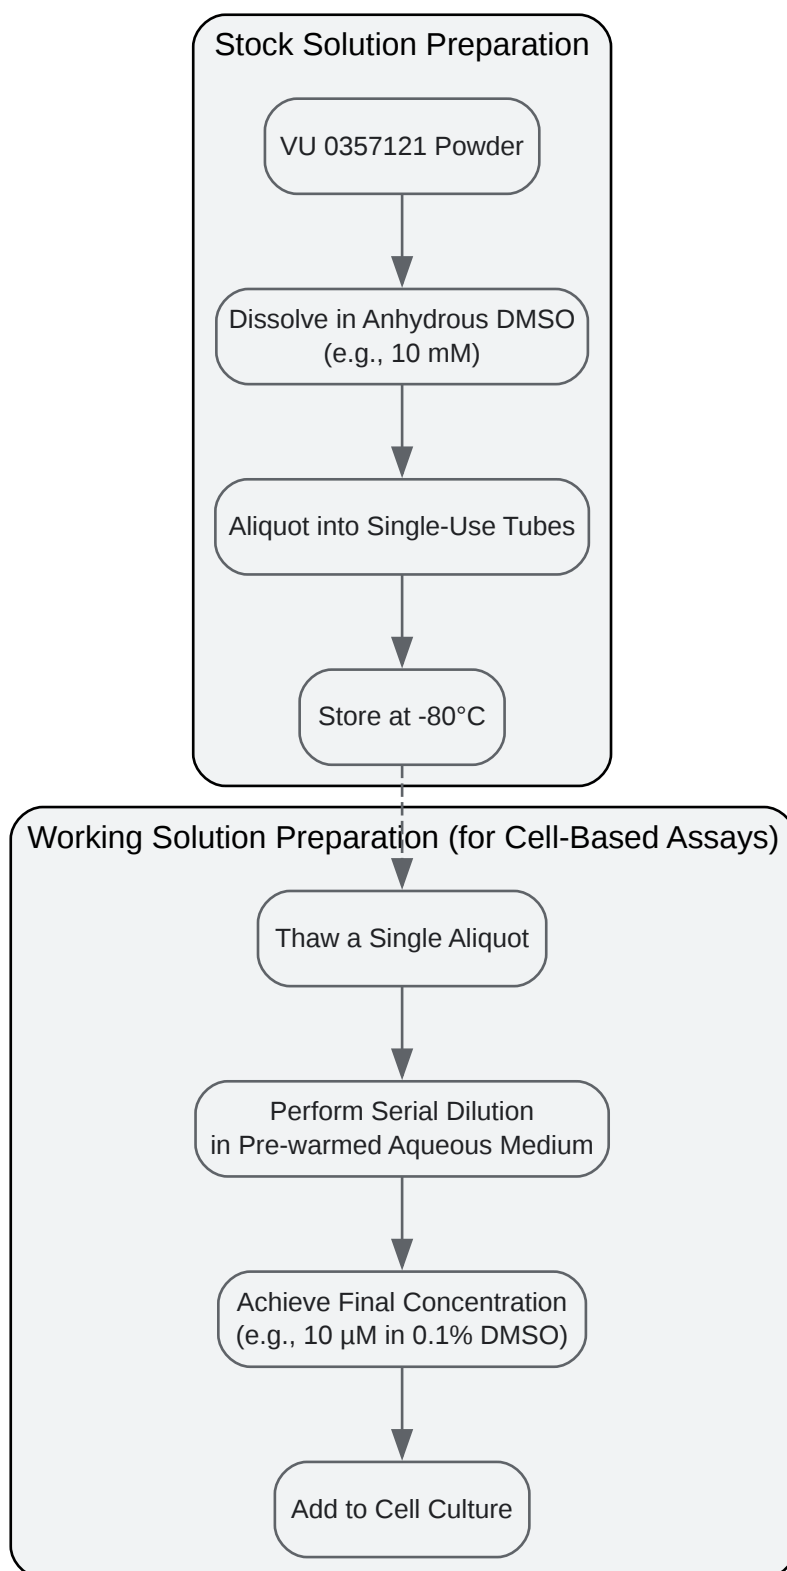 Stock Solution Preparation
VU 0357121 Powder
Dissolve in Anhydrous DMSO
(e.g., 10 mM)
Aliquot into Single-Use Tubes
Store at -80°C
Working Solution Preparation (for Cell-Based Assays)
Thaw a Single Aliquot
Perform Serial Dilution
in Pre-warmed Aqueous Medium
Achieve Final Concentration
(e.g., 10 µM in 0.1% DMSO)
Add to Cell Culture